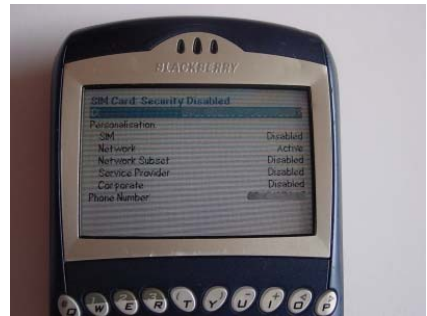 BLACKBERRY
SIM Card: Security Disabled
Personalisation
SIM Disabled
Network Active
Network Subset Disabled
Service Provider Disabled
Corporate Disabled
Phone Number
Q W E R T Y U I O P